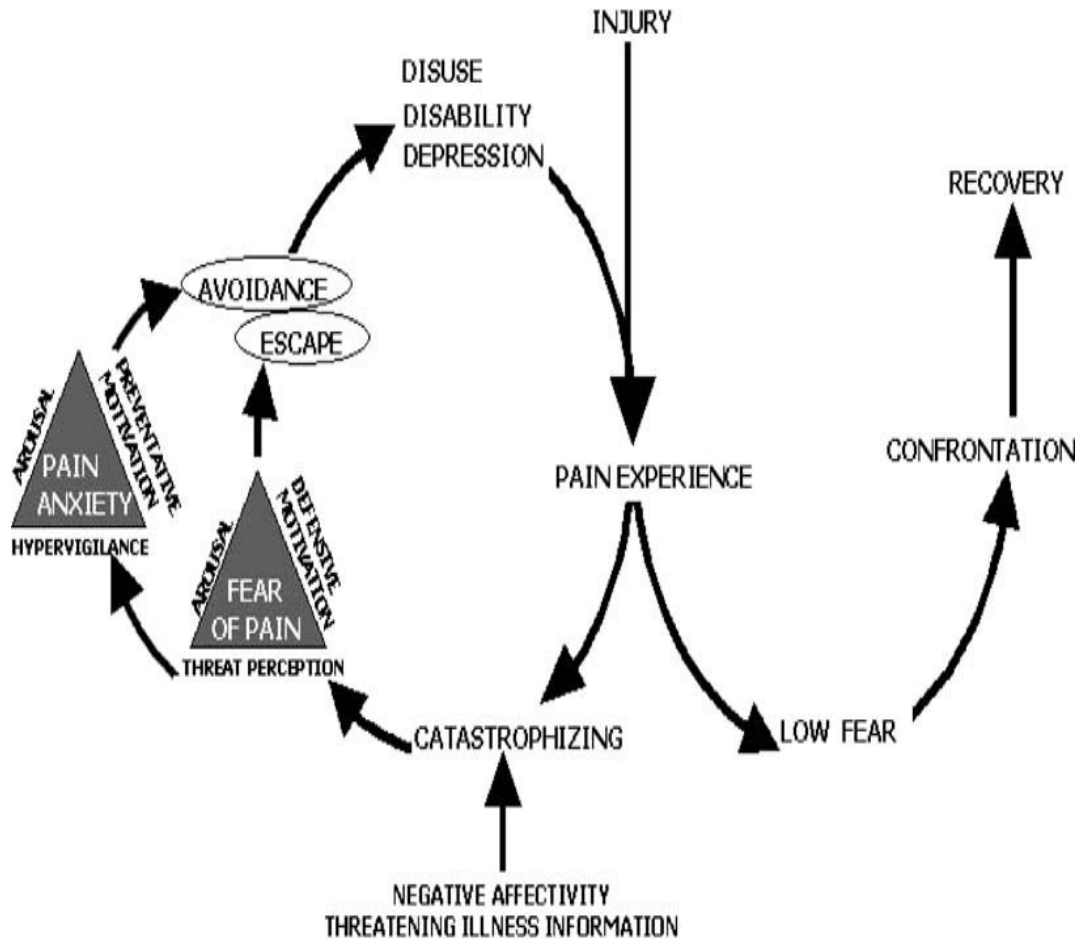 INJURY
DISUSE
DISABILITY
DEPRESSION
RECOVERY
AVOIDANCE
ESCAPE
AROUSAL
PREVENTATIVE
MOTIVATION
PAIN
ANXIETY
HYPERVIGILANCE
AROUSAL
DEFENSIVE
MOTIVATION
FEAR
OF PAIN
THREAT PERCEPTION
PAIN EXPERIENCE
CONFRONTATION
CATASTROPHIZING
LOW FEAR
NEGATIVE AFFECTIVITY
THREATENING ILLNESS INFORMATION